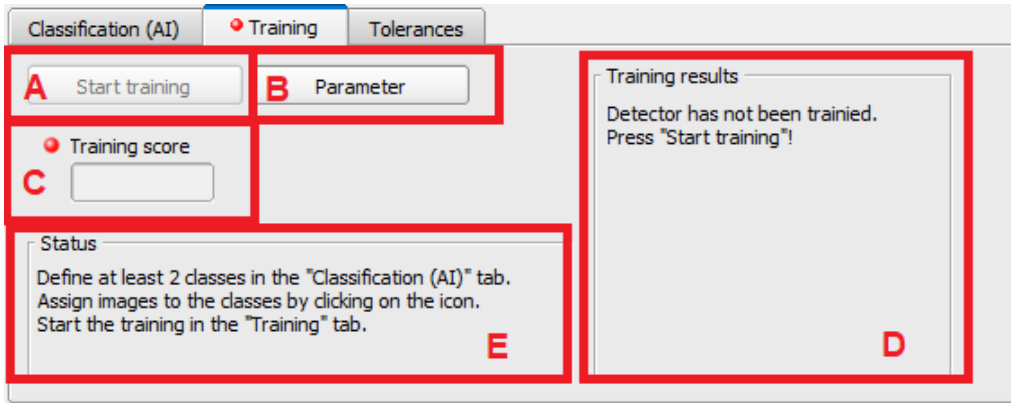 Classification (AI) Training Tolerances
A Start training B Parameter
Training score
C
Status
Define at least 2 classes in the "Classification (AI)" tab.
Assign images to the classes by clicking on the icon.
Start the training in the "Training" tab.
E
Training results
Detector has not been trainied.
Press "Start training"!
D